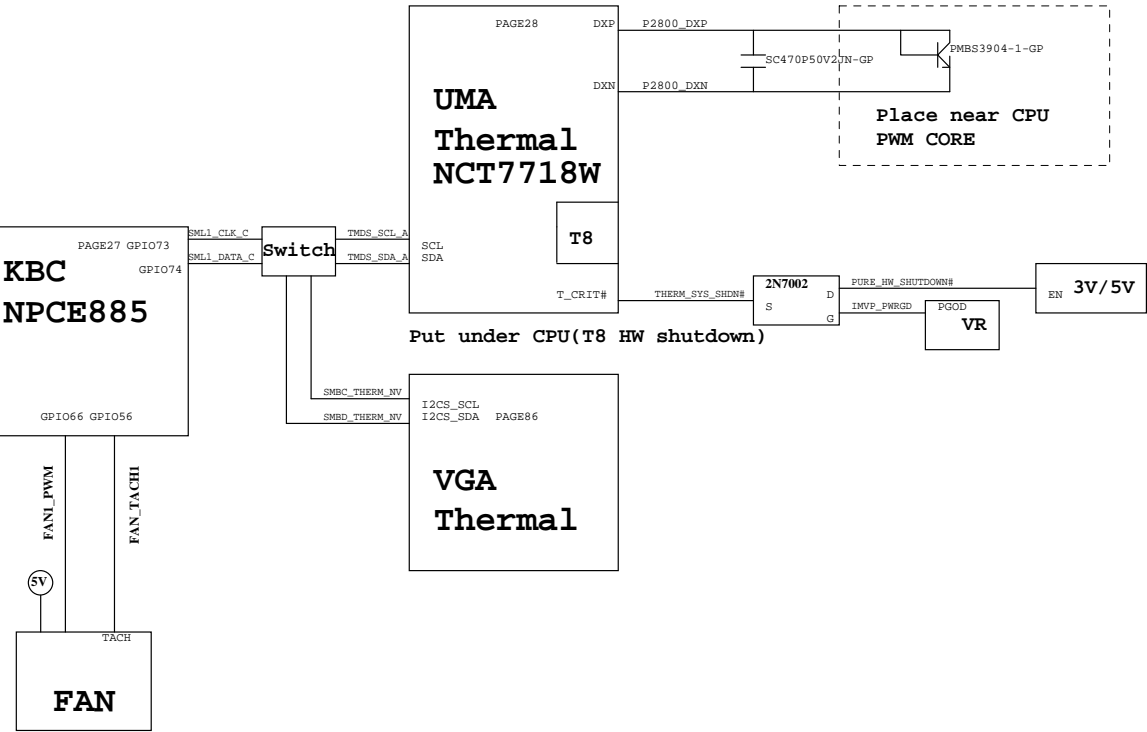 PAGE28
DXP
P2800_DXP
SC470P50V2JN-GP
PMBS3904-1-GP
DXN
P2800_DXN
Place near CPU
PWM CORE
UMA
Thermal
NCT7718W
T8
PAGE27 GPIO73
GPIO74
KBC
NPCE885
SML1_CLK_C
SML1_DATA_C
Switch
TMDS_SCL_A
TMDS_SDA_A
SCL
SDA
T_CRIT#
THERM_SYS_SHDN#
2N7002
S
D
G
PURE_HW_SHUTDOWN#
IMVP_PWRGD
PGOD
VR
EN
3V/5V
Put under CPU(T8 HW shutdown)
SMBC_THERM_NV
SMBD_THERM_NV
I2CS_SCL
I2CS_SDA PAGE86
VGA
Thermal
GPIO66 GPIO56
FAN1_PWM
FAN_TACH1
5V
TACH
FAN